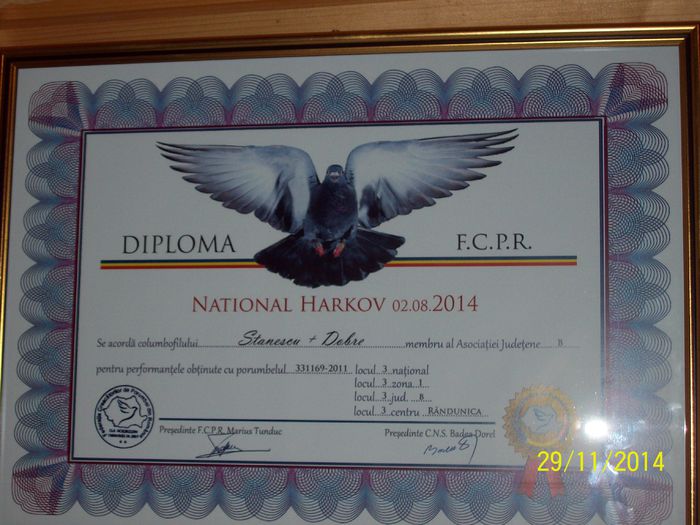 DIPLOMA F.C.P.R.
NATIONAL HARKOV 02.08.2014
Se acordă columbofilului Stanescu + Dobre membru al Asociației Județene B
pentru performanțele obținute cu porumbelul 331169-2011 locul 3 național
locul 3 zona 1
locul 3 jud. B
locul 3 centru RÂNDUNICA
Președinte F.C.P.R. Marius Tunduc Președinte C.N.S. Badea Dorel
29/11/2014